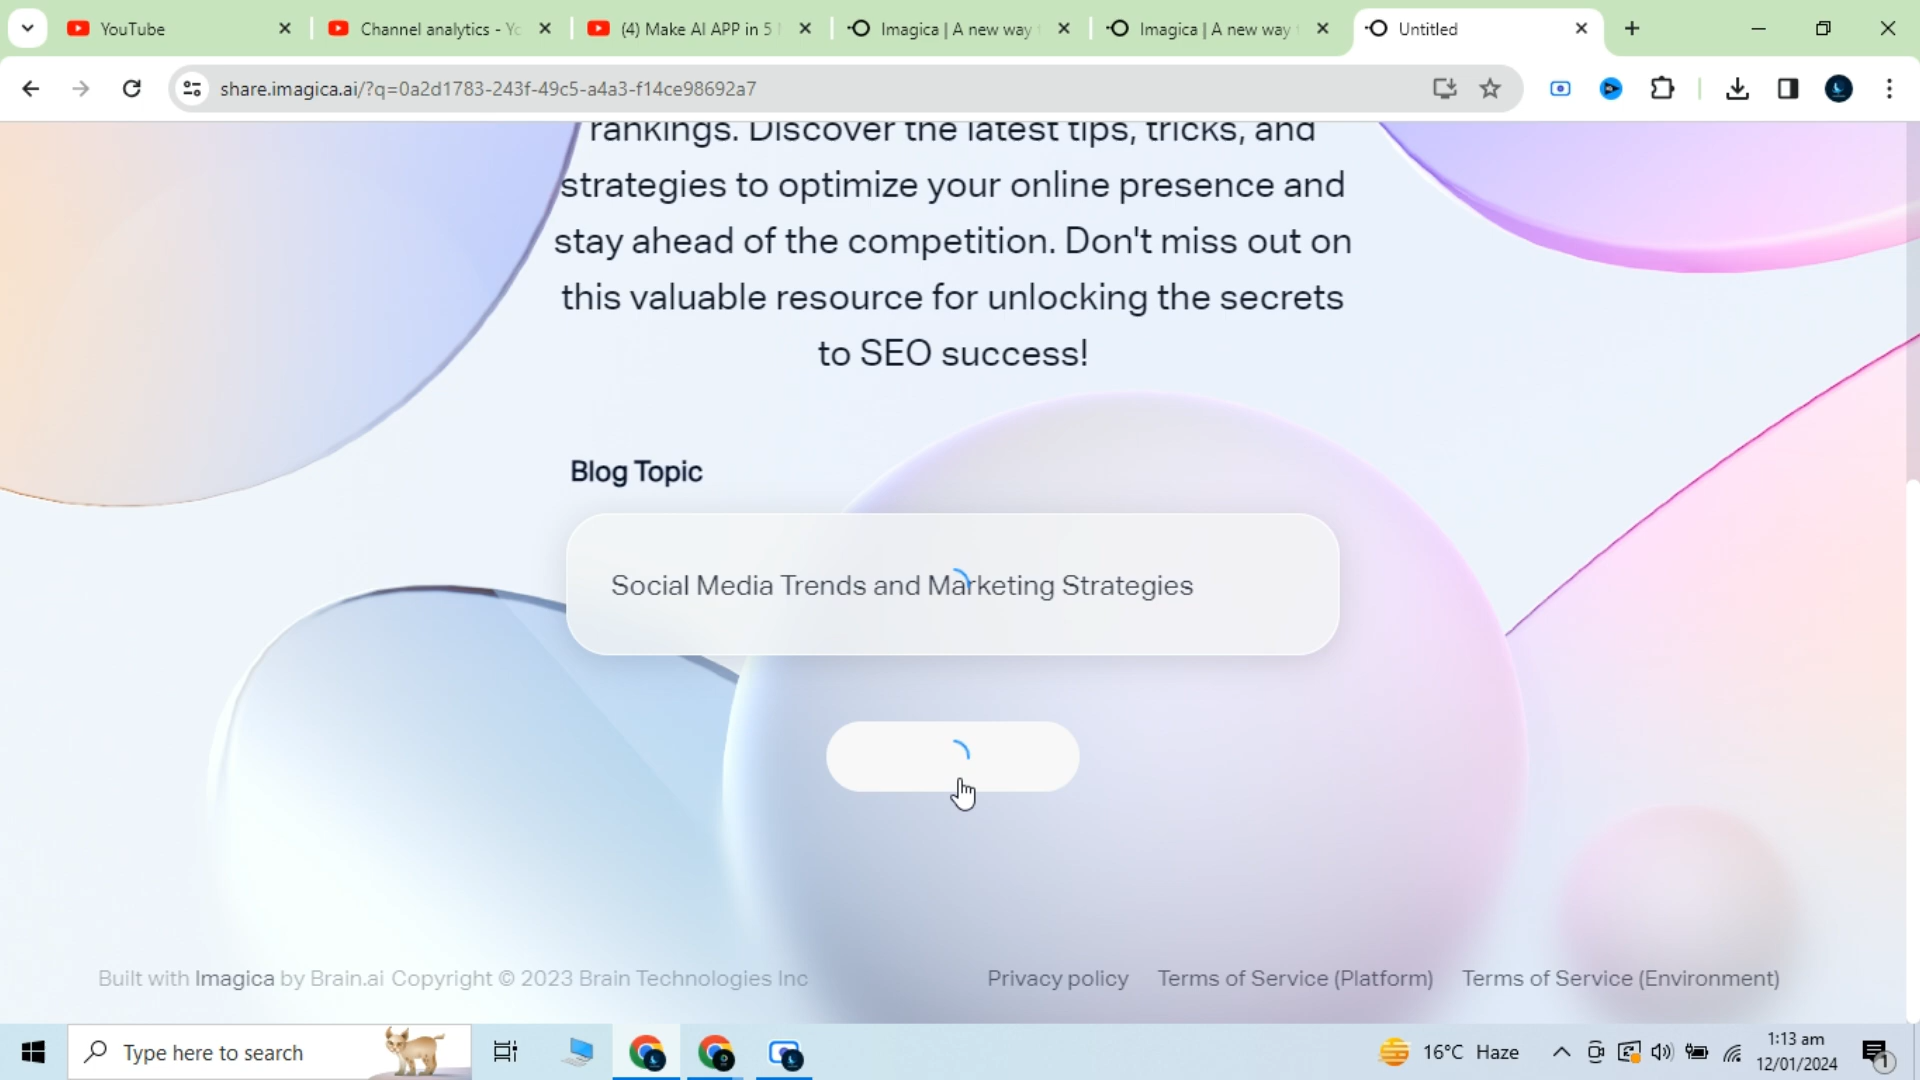 YouTube
Channel analytics - Yo
(4) Make AI APP in 5
Imagica | A new way
Imagica | A new way
Untitled
share.imagica.ai/?q=0a2d1783-243f-49c5-a4a3-f14ce98692a7
rankings. Discover the latest tips, tricks, and
strategies to optimize your online presence and
stay ahead of the competition. Don't miss out on
this valuable resource for unlocking the secrets
to SEO success!
Blog Topic
Social Media Trends and Marketing Strategies
Built with Imagica by Brain.ai Copyright © 2023 Brain Technologies Inc
Privacy policy
Terms of Service (Platform)
Terms of Service (Environment)
Type here to search
16°C Haze
1:13 am
12/01/2024
1